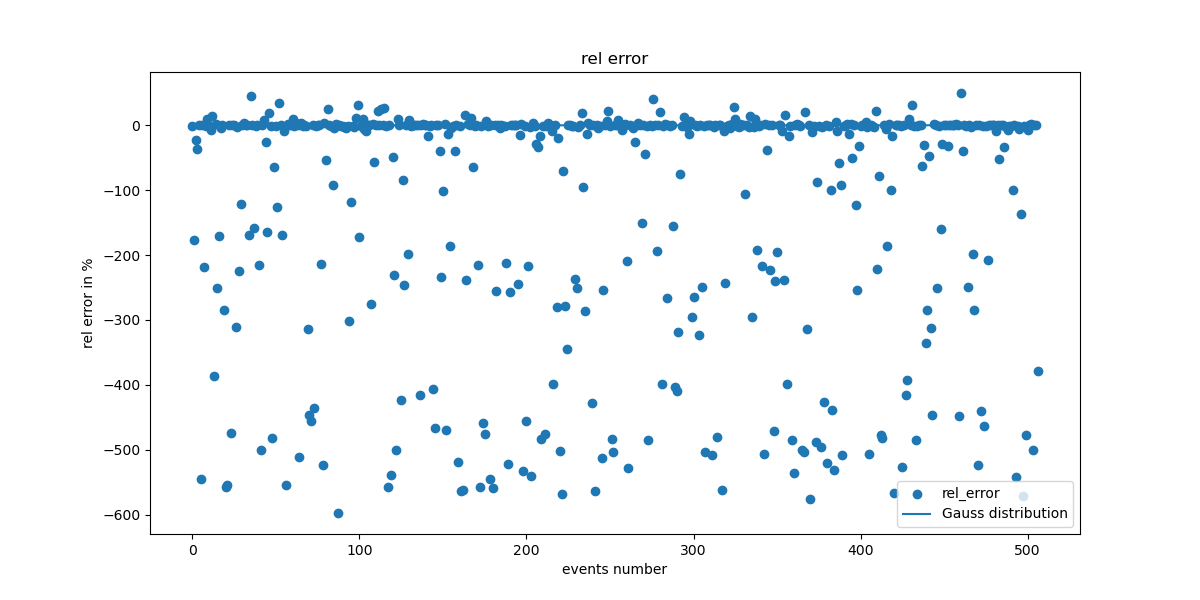 rel error
rel error in %
0
−100
−200
−300
−400
−500
−600
0
100
200
300
400
500
events number
rel_error
Gauss distribution